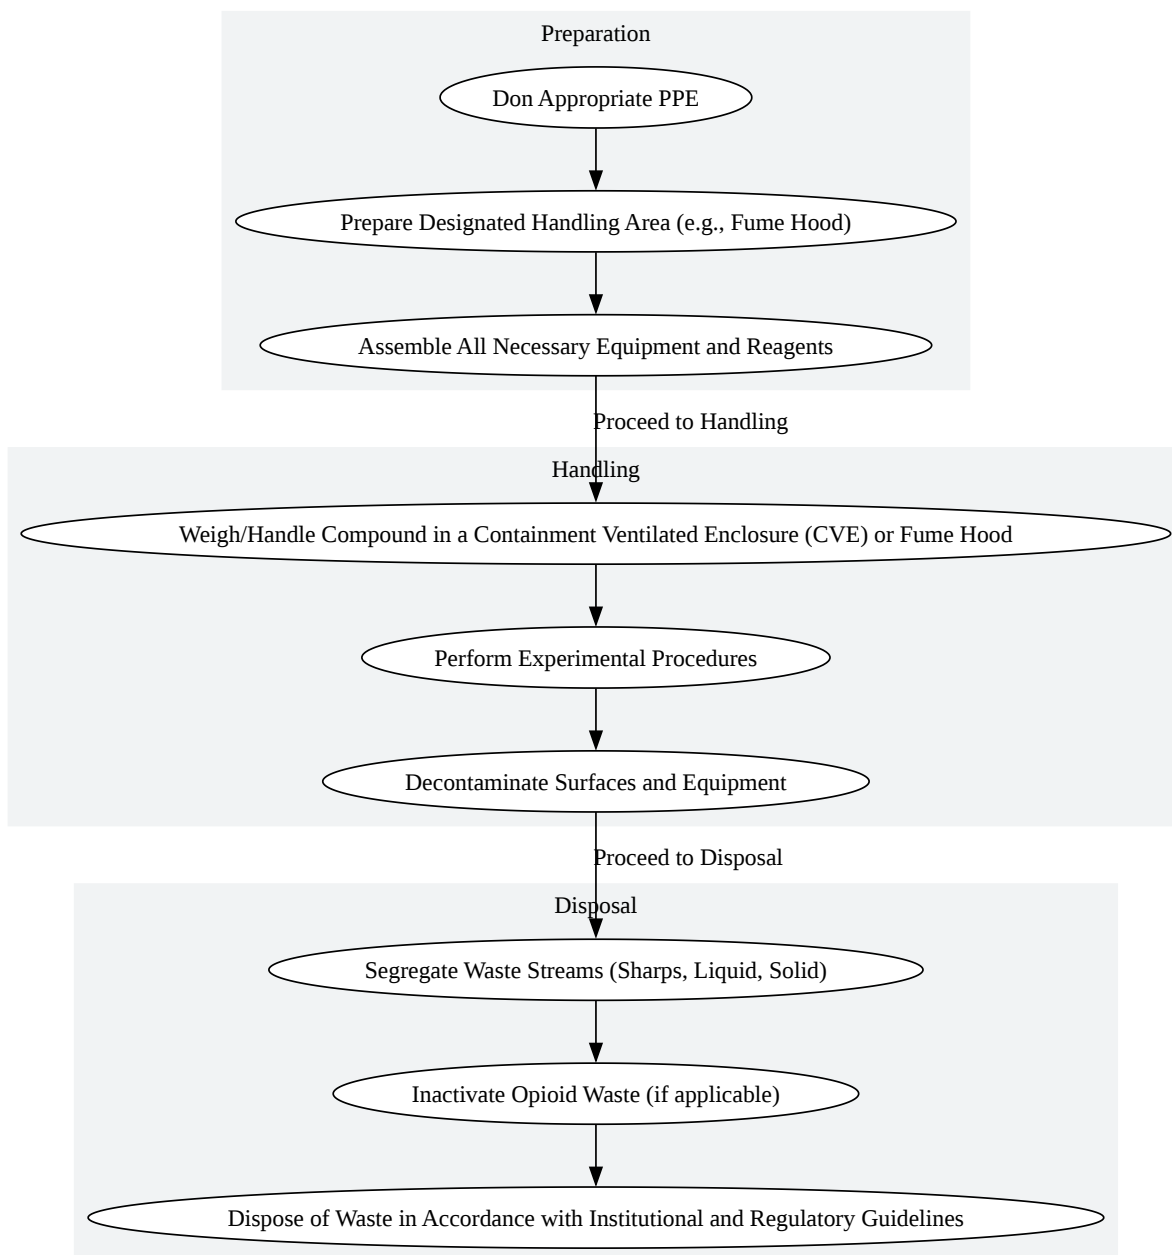 Preparation
Don Appropriate PPE
Prepare Designated Handling Area (e.g., Fume Hood)
Assemble All Necessary Equipment and Reagents
Proceed to Handling
Handling
Weigh/Handle Compound in a Containment Ventilated Enclosure (CVE) or Fume Hood
Perform Experimental Procedures
Decontaminate Surfaces and Equipment
Proceed to Disposal
Disposal
Segregate Waste Streams (Sharps, Liquid, Solid)
Inactivate Opioid Waste (if applicable)
Dispose of Waste in Accordance with Institutional and Regulatory Guidelines